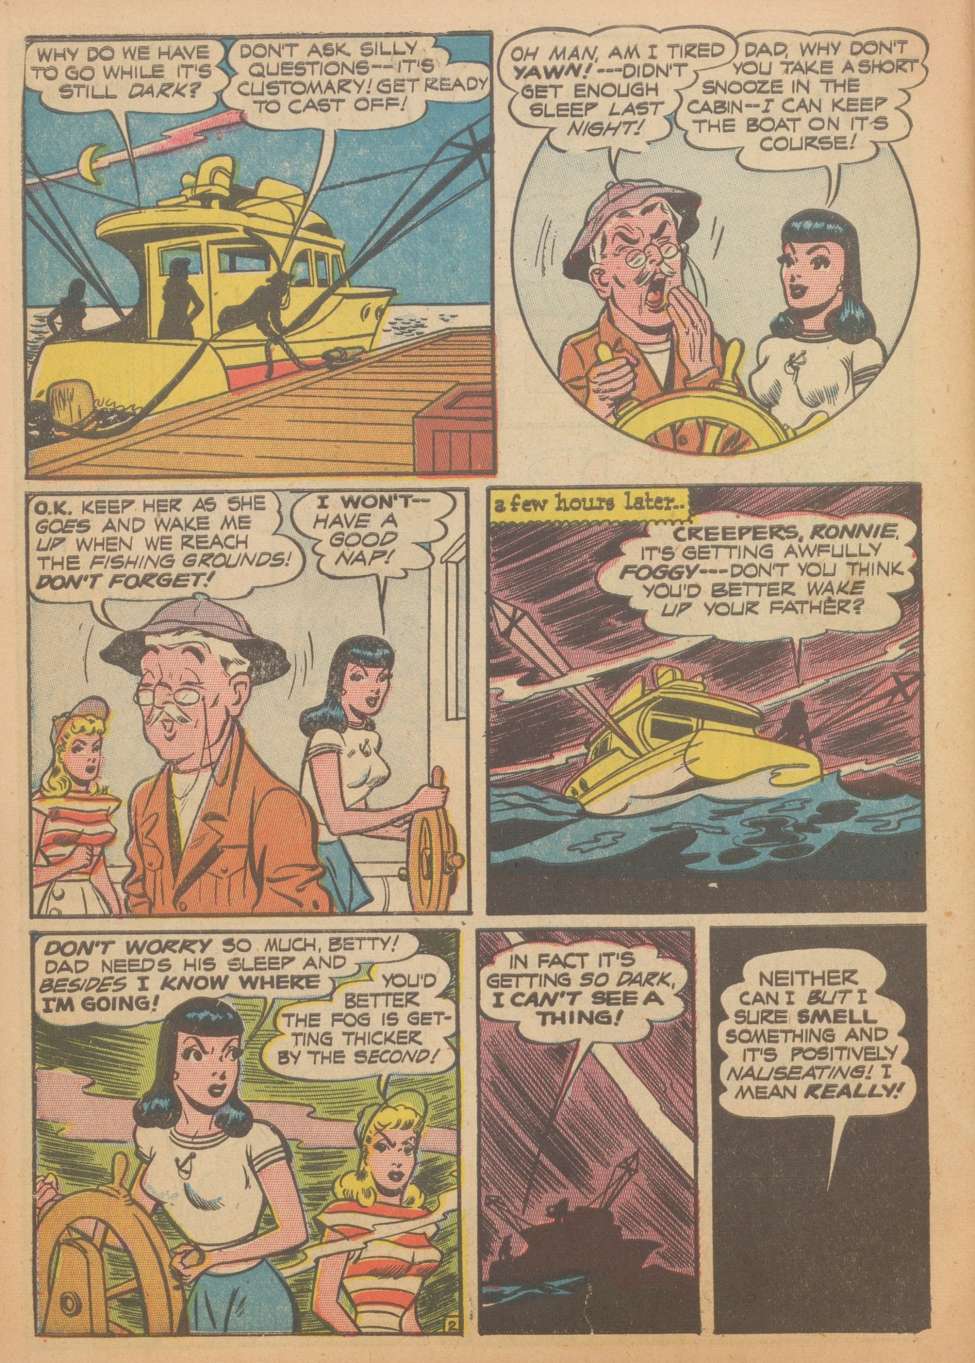 WHY DO WE HAVE
TO GO WHILE IT'S
STILL DARK?
DON'T ASK SILLY
QUESTIONS--IT'S
CUSTOMARY! GET READY
TO CAST OFF!
OH MAN, AM I TIRED
YAWN!---DIDN'T
GET ENOUGH
SLEEP LAST
NIGHT!
DAD, WHY DON'T
YOU TAKE A SHORT
SNOOZE IN THE
CABIN--I CAN KEEP
THE BOAT ON IT'S
COURSE!
O.K. KEEP HER AS SHE
GOES AND WAKE ME
UP WHEN WE REACH
THE FISHING GROUNDS!
DON'T FORGET!
I WON'T--
HAVE A
GOOD
NAP!
a few hours later..
CREEPERS, RONNIE,
IT'S GETTING AWFULLY
FOGGY---DON'T YOU THINK
YOU'D BETTER WAKE
UP YOUR FATHER?
DON'T WORRY SO MUCH, BETTY!
DAD NEEDS HIS SLEEP AND
BESIDES I KNOW WHERE
I'M GOING!
YOU'D
BETTER
THE FOG IS GET-
TING THICKER
BY THE SECOND!
2
IN FACT IT'S
GETTING SO DARK,
I CAN'T SEE A
THING!
NEITHER
CAN I BUT I
SURE SMELL
SOMETHING AND
IT'S POSITIVELY
NAUSEATING! I
MEAN REALLY!